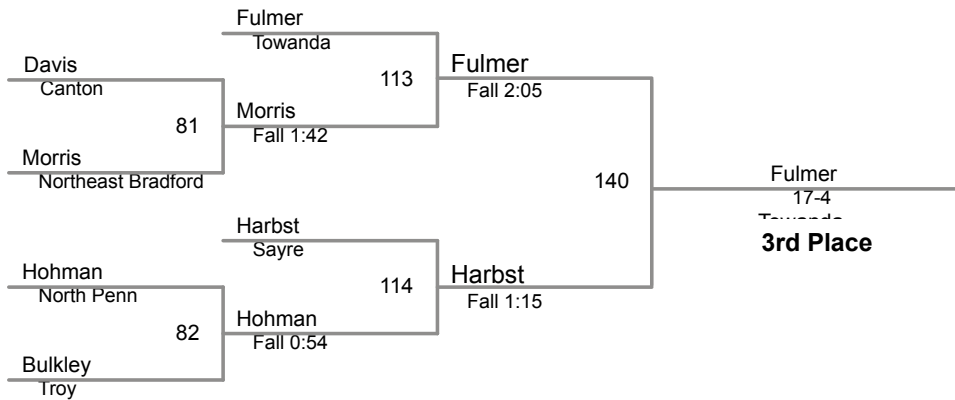 Fulmer
Towanda
Davis
Canton
113
Fulmer
Fall 2:05
81
Morris
Fall 1:42
Morris
Northeast Bradford
140
Fulmer
17-4
Towanda
3rd Place
Harbst
Sayre
Hohman
North Penn
114
Harbst
Fall 1:15
82
Hohman
Fall 0:54
Bulkley
Troy